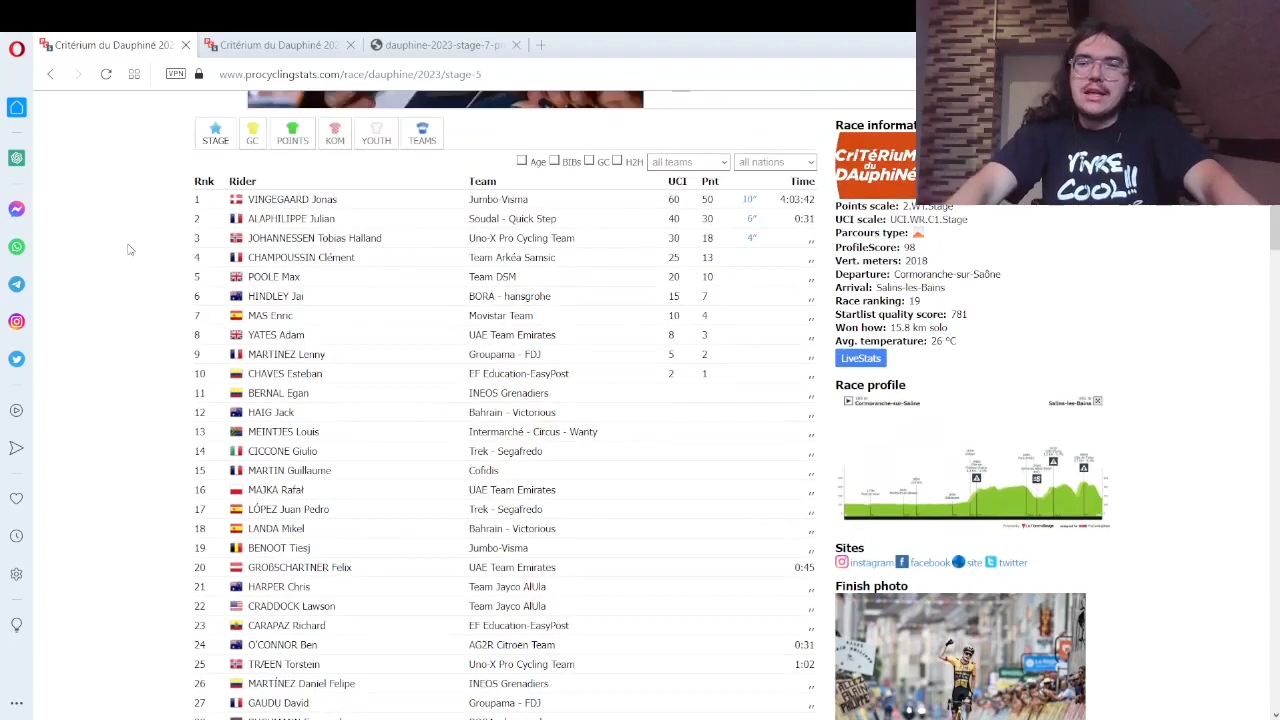 Critérium du Dauphiné 202
Critérium du Dauphiné 202
dauphine-2023-stage-7-pr
VPN
www.procyclingstats.com/race/dauphine/2023/stage-5
STAGE GC POINTS KOM YOUTH TEAMS
Age BIBs GC H2H all teams all nations
Rnk Rider Team UCI Pnt Time
1 VINGEGAARD Jonas Jumbo-Visma 60 50 10″ 4:03:42
2 ALAPHILIPPE Julian Soudal - Quick Step 40 30 6″ 0:31
3 JOHANNESSEN Tobias Halland Uno-X Pro Cycling Team 30 18 4″ ,,
4 CHAMPOUSSIN Clément Team Arkéa Samsic 25 13 ,,
5 POOLE Max Team DSM 20 10 ,,
6 HINDLEY Jai BORA - hansgrohe 15 7 ,,
7 MAS Enric Movistar Team 10 4 ,,
8 YATES Adam UAE Team Emirates 8 3 ,,
9 MARTINEZ Lenny Groupama - FDJ 6 2 ,,
10 CHAVES Esteban EF Education-EasyPost 2 1 ,,
11 BERNAL Egan INEOS Grenadiers ,,
12 HAIG Jack Bahrain - Victorious ,,
13 MEINTJES Louis Intermarché - Circus - Wanty ,,
14 CICCONE Giulio Trek - Segafredo ,,
15 MARTIN Cofidis ,,
16 MAJKA UAE Team Emirates ,,
17 LÓPEZ Juan Pedro Trek - Segafredo ,,
18 LANDA Mikel Bahrain - Victorious ,,
19 BENOOT Tiesj Jumbo-Visma ,,
20 GROSSSCHARTNER Felix UAE Team Emirates 0:45
21 HARPER Chris Team Jayco AlUla ,,
22 CRADDOCK Lawson Team Jayco AlUla ,,
23 CARAPAZ Richard EF Education-EasyPost ,,
24 O'CONNOR Ben AG2R Citroën Team 0:31
25 TRÆEN Torstein Uno-X Pro Cycling Team 1:02
26 MARTÍNEZ Daniel Felipe INEOS Grenadiers ,,
27 GAUDU David Groupama - FDJ ,,
Race informat
CRiTéRiUM
du
DAuphiNé
Points scale: 2.WT.Stage
UCI scale: UCI.WR.C1.Stage
Parcours type:
ProfileScore: 98
Vert. meters: 2018
Departure: Cormoranche-sur-Saône
Arrival: Salins-les-Bains
Race ranking: 19
Startlist quality score: 781
Won how: 15.8 km solo
Avg. temperature: 26 ºC
LiveStats
Race profile
Cormoranche-sur-Saône
Salins-les-Bains
Sites
instagram facebook site twitter
Finish photo
ViVRE
COOL!!!